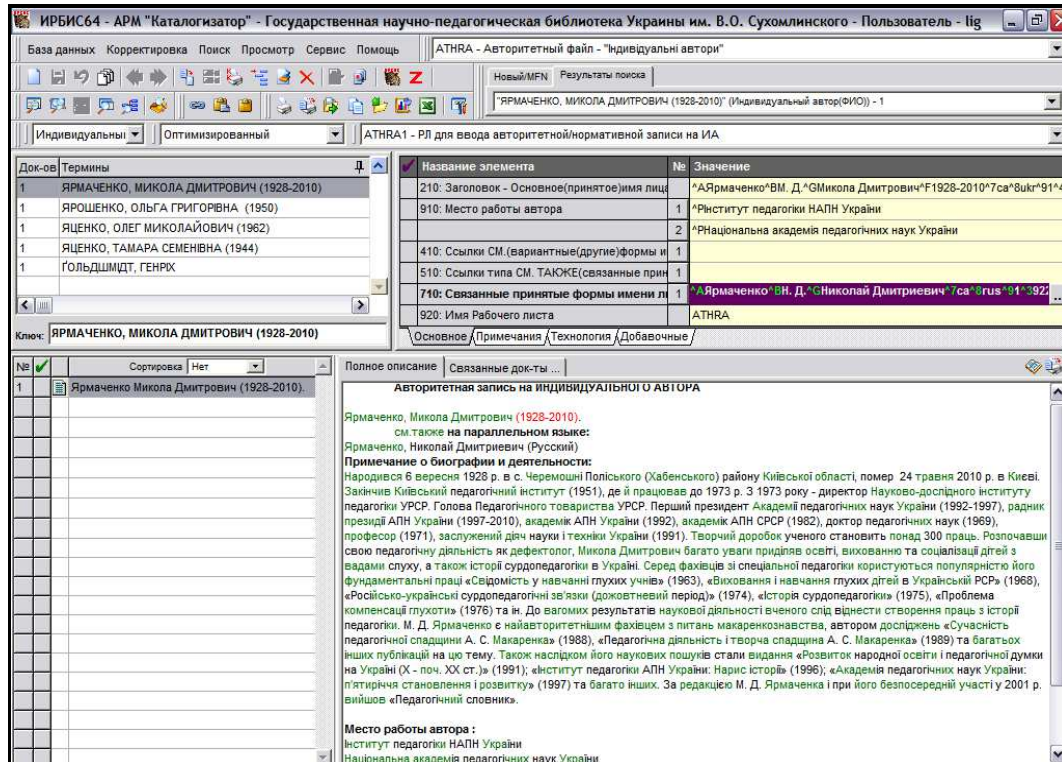 ИРБИС64 - АРМ "Каталогизатор" - Государственная научно-педагогическая библиотека Украины им. В.О. Сухомлинского - Пользователь - lig
База данных Корректировка Поиск Просмотр Сервис Помощь
ATHRA - Авторитетный файл - "Індивідуальні автори"
Новый/MFN Результаты поиска
"ЯРМАЧЕНКО, МИКОЛА ДМИТРОВИЧ (1928-2010)" (Индивидуальный автор(ФИО)) - 1
Индивидуальны Оптимизированный ATHRA1 - РЛ для ввода авторитетной/нормативной записи на ИА
Док-ов Термины
1 ЯРМАЧЕНКО, МИКОЛА ДМИТРОВИЧ (1928-2010)
1 ЯРОШЕНКО, ОЛЬГА ГРИГОРІВНА (1950)
1 ЯЦЕНКО, ОЛЕГ МИКОЛАЙОВИЧ (1962)
1 ЯЦЕНКО, ТАМАРА СЕМЕНІВНА (1944)
1 ҐОЛЬДШМІДТ, ГЕНРІХ
Ключ: ЯРМАЧЕНКО, МИКОЛА ДМИТРОВИЧ (1928-2010)
Название элемента № Значение
210: Заголовок - Основное(принятое)имя лица ^AЯрмаченко^BМ. Д.^GМикола Дмитрович^F1928-2010^7ca^8ukr^91^4
910: Место работы автора 1 ^PІнститут педагогіки НАПН України
2 ^PНаціональна академія педагогічних наук України
410: Ссылки СМ.(вариантные(другие)формы и 1
510: Ссылки типа СМ. ТАКЖЕ(связанные прин 1
710: Связанные принятые формы имени л 1 ^AЯрмаченко^BН. Д.^GНиколай Дмитриевич^7ca^8rus^91^3922 ...
920: Имя Рабочего листа ATHRA
Основное Примечания Технология Добавочные
№ Сортировка Нет
1 Ярмаченко Микола Дмитрович (1928-2010).
Полное описание Связанные док-ты ...
Авторитетная запись на ИНДИВИДУАЛЬНОГО АВТОРА
Ярмаченко, Микола Дмитрович (1928-2010).
см.также на параллельном языке:
Ярмаченко, Николай Дмитриевич (Русский)
Примечание о биографии и деятельности:
Народився 6 вересня 1928 р. в с. Черемошні Поліського (Хабенського) району Київської області, помер 24 травня 2010 р. в Києві.
Закінчив Київський педагогічний інститут (1951), де й працював до 1973 р. З 1973 року - директор Науково-дослідного інституту
педагогіки УРСР. Голова Педагогічного товариства УРСР. Перший президент Академії педагогічних наук України (1992-1997), радник
президії АПН України (1997-2010), академік АПН України (1992), академік АПН СРСР (1982), доктор педагогічних наук (1969),
професор (1971), заслужений діяч науки і техніки України (1991). Творчий доробок ученого становить понад 300 праць. Розпочавши
свою педагогічну діяльність як дефектолог, Микола Дмитрович багато уваги приділяв освіті, вихованню та соціалізації дітей з
вадами слуху, а також історії сурдопедагогіки в Україні. Серед фахівців зі спеціальної педагогіки користуються популярністю його
фундаментальні праці «Свідомість у навчанні глухих учнів» (1963), «Виховання і навчання глухих дітей в Українській РСР» (1968),
«Російсько-українські сурдопедагогічні зв'язки (дожовтневий період)» (1974), «Історія сурдопедагогіки» (1975), «Проблема
компенсації глухоти» (1976) та ін. До вагомих результатів наукової діяльності вченого слід віднести створення праць з історії
педагогіки. М. Д. Ярмаченко є найавторитетнішим фахівцем з питань макаренкознавства, автором досліджень «Сучасність
педагогічної спадщини А. С. Макаренка» (1988), «Педагогічна діяльність і творча спадщина А. С. Макаренка» (1989) та багатьох
інших публікацій на цю тему. Також наслідком його наукових пошуків стали видання «Розвиток народної освіти і педагогічної думки
на Україні (X - поч. XX ст.)» (1991); «Інститут педагогіки АПН України: Нарис історії» (1996); «Академія педагогічних наук України:
п'ятиріччя становлення і розвитку» (1997) та багато інших. За редакцією М. Д. Ярмаченка і при його безпосередній участі у 2001 р.
вийшов «Педагогічний словник».
Место работы автора :
Інститут педагогіки НАПН України
Національна академія педагогічних наук України